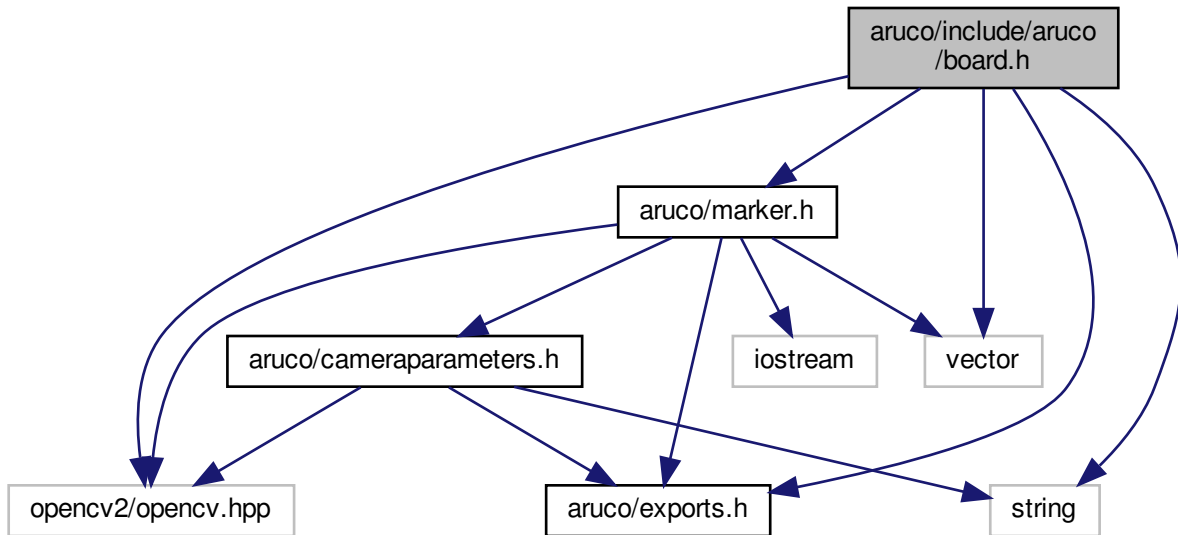 aruco/include/aruco
/board.h
aruco/marker.h
aruco/cameraparameters.h
iostream
vector
opencv2/opencv.hpp
aruco/exports.h
string